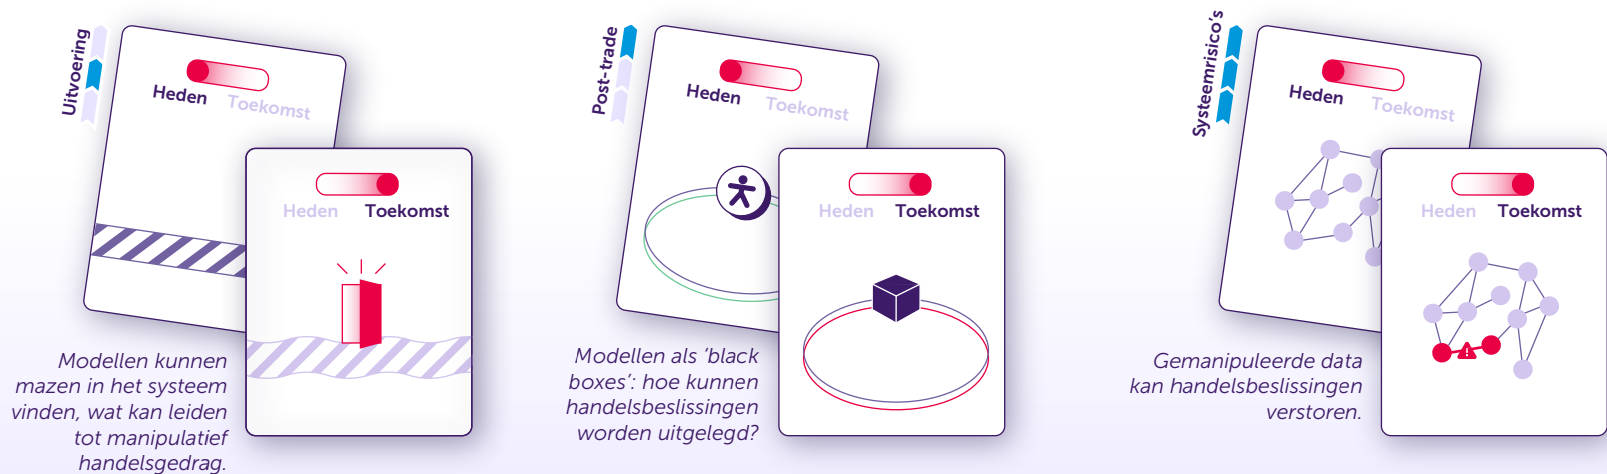 Uitvoering
Heden Toekomst
Heden Toekomst
Modellen kunnen
mazen in het systeem
vinden, wat kan leiden
tot manipulatief
handelsgedrag.
Post-trade
Heden Toekomst
Heden Toekomst
Modellen als ‘black
boxes’: hoe kunnen
handelsbeslissingen
worden uitgelegd?
Systeemrisico’s
Heden Toekomst
Heden Toekomst
Gemanipuleerde data
kan handelsbeslissingen
verstoren.